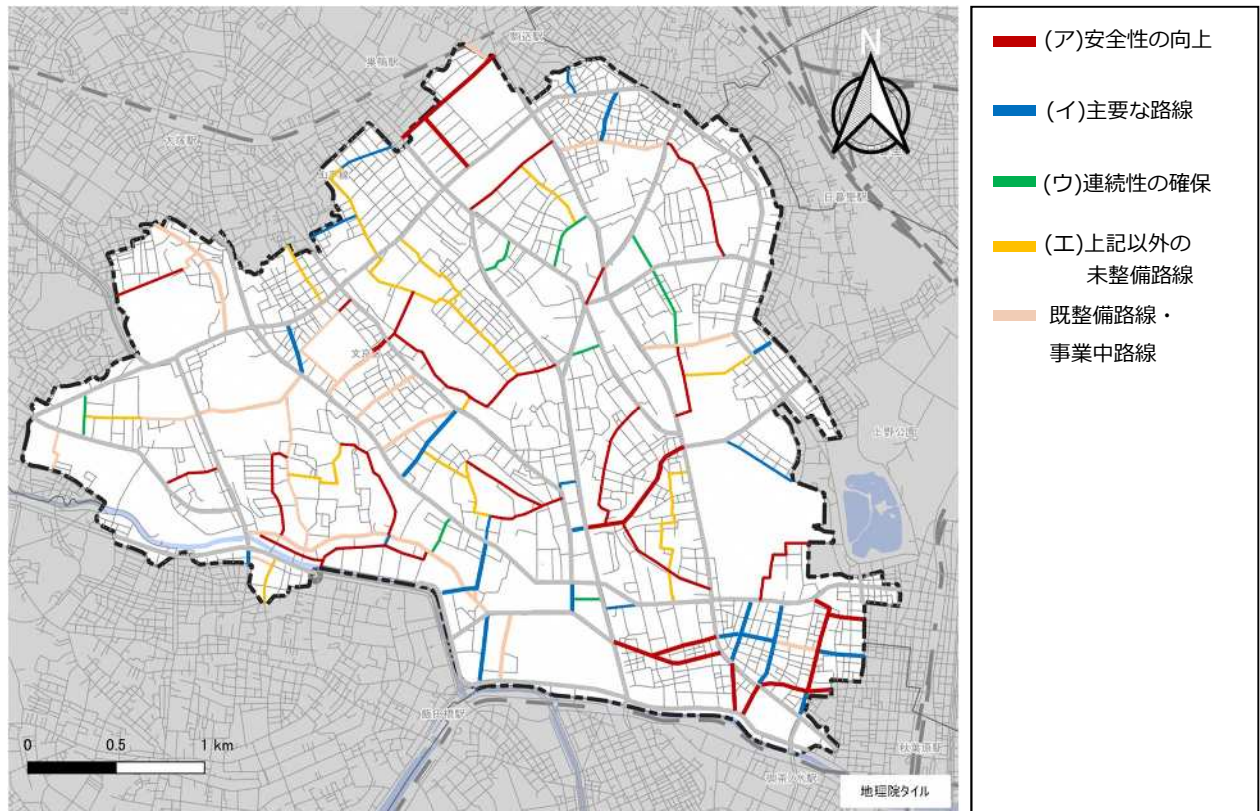 駒込駅
巣鴨駅
大塚駅
日暮里駅
上野公園
飯田橋駅
秋葉原駅
御茶ノ水駅
N
0 0.5 1 km
地理院タイル
(ア)安全性の向上
(イ)主要な路線
(ウ)連続性の確保
(エ)上記以外の
未整備路線
既整備路線・
事業中路線